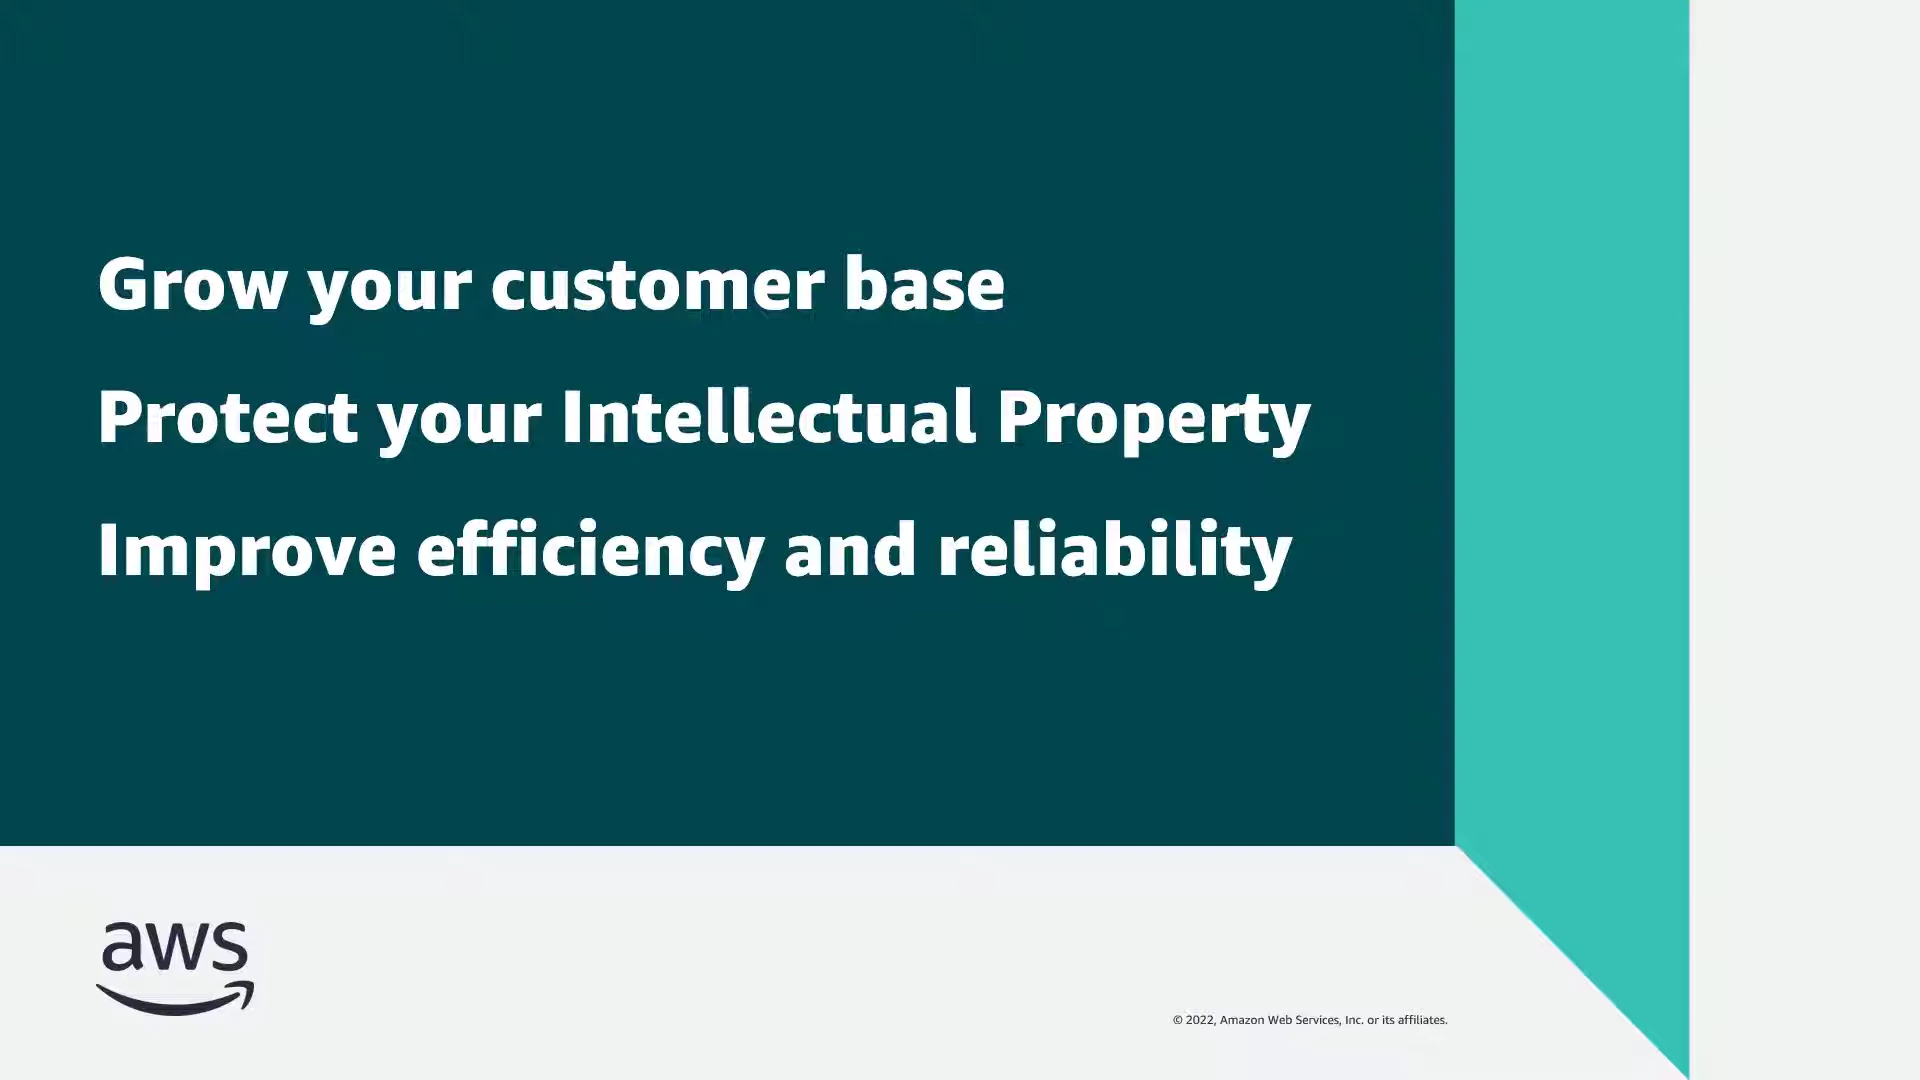 Grow your customer base
Protect your Intellectual Property
Improve efficiency and reliability
aws
© 2022, Amazon Web Services, Inc. or its affiliates.